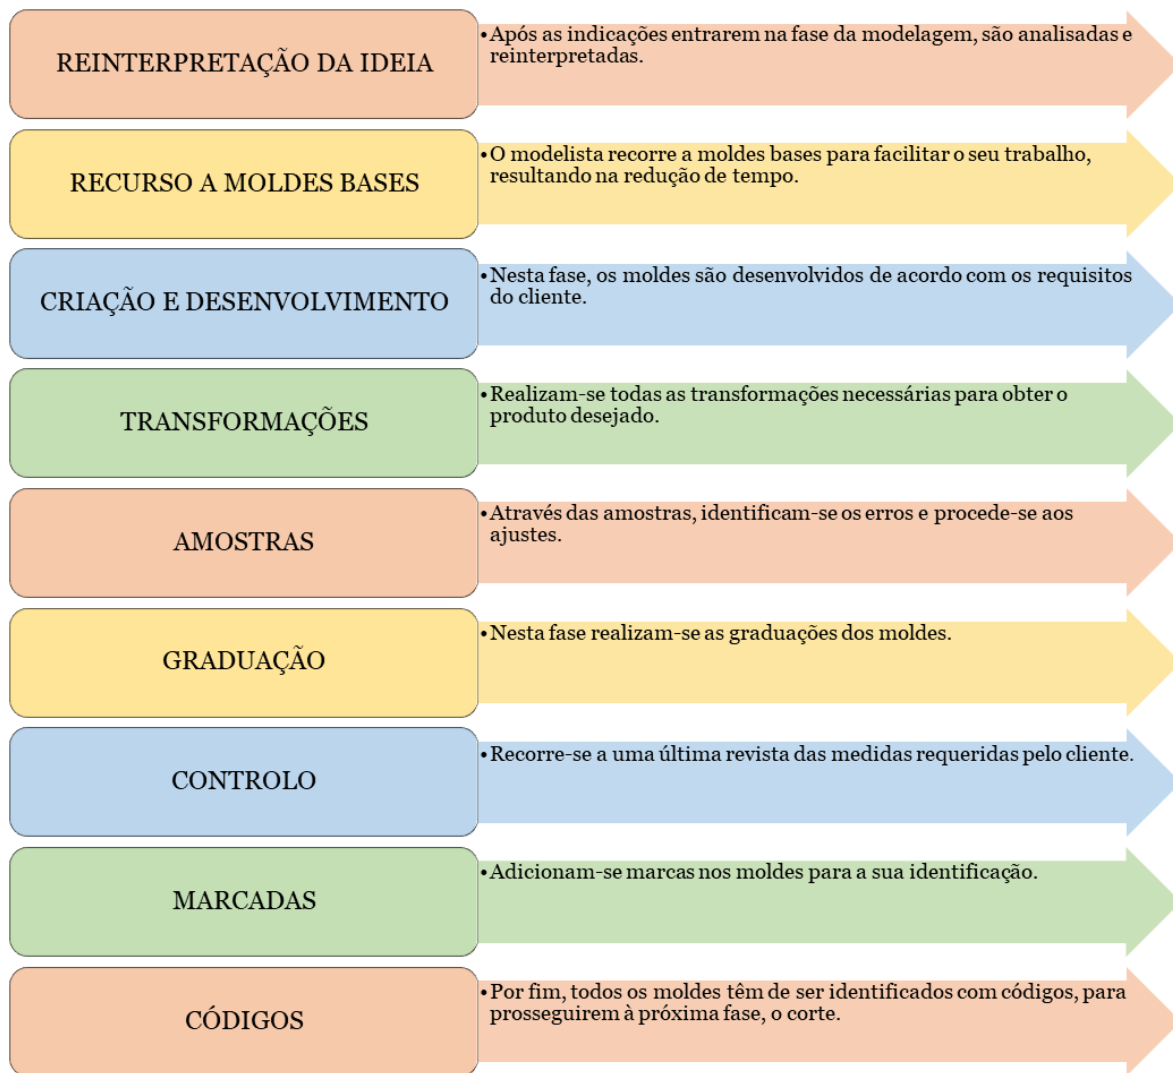 REINTERPRETAÇÃO DA IDEIA
•Após as indicações entrarem na fase da modelagem, são analisadas e
reinterpretadas.
RECURSO A MOLDES BASES
•O modelista recorre a moldes bases para facilitar o seu trabalho,
resultando na redução de tempo.
CRIAÇÃO E DESENVOLVIMENTO
•Nesta fase, os moldes são desenvolvidos de acordo com os requisitos
do cliente.
TRANSFORMAÇÕES
•Realizam-se todas as transformações necessárias para obter o
produto desejado.
AMOSTRAS
•Através das amostras, identificam-se os erros e procede-se aos
ajustes.
GRADUAÇÃO
•Nesta fase realizam-se as graduações dos moldes.
CONTROLO
•Recorre-se a uma última revista das medidas requeridas pelo cliente.
MARCADAS
•Adicionam-se marcas nos moldes para a sua identificação.
CÓDIGOS
•Por fim, todos os moldes têm de ser identificados com códigos, para
prosseguirem à próxima fase, o corte.